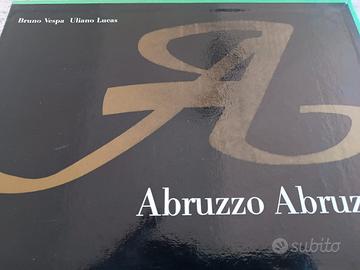 Bruno Vespa Uliano Lucas
Abruzzo Abruz
subito